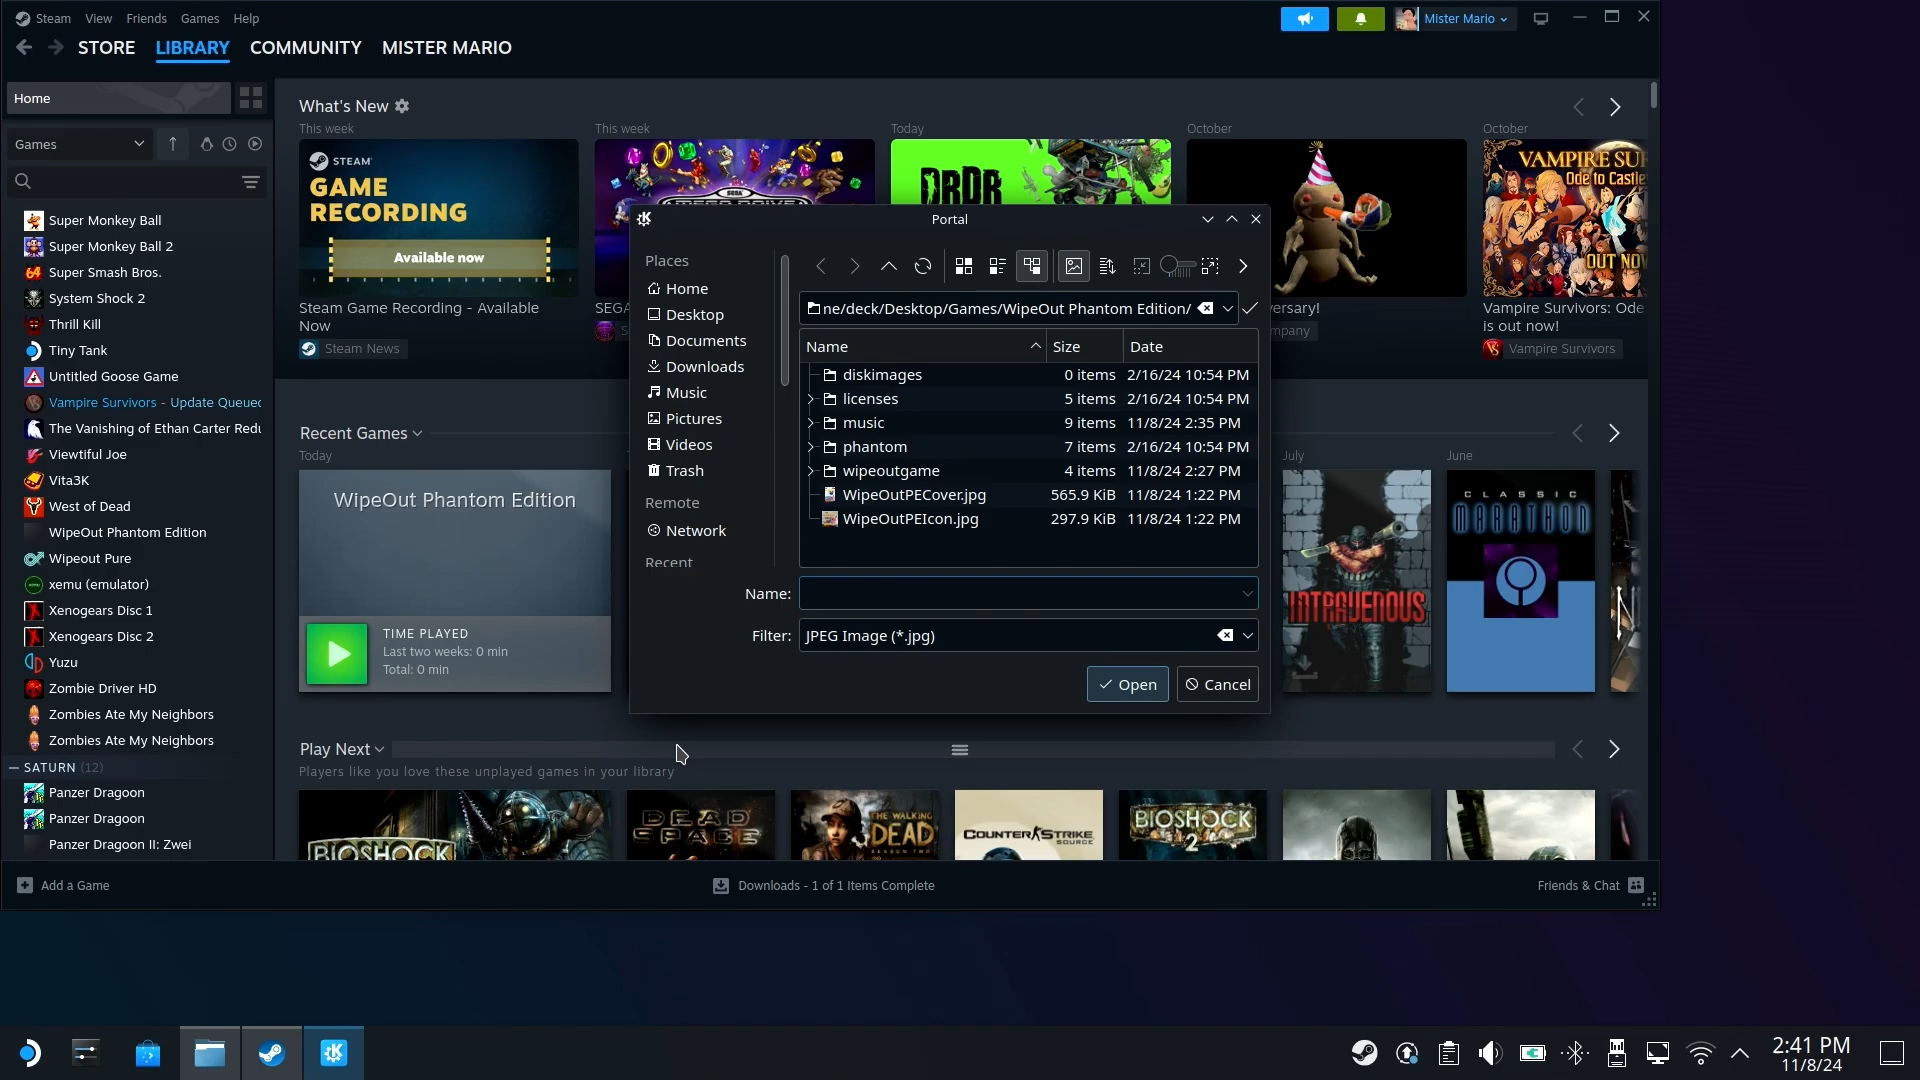 Steam View Friends Games Help
Mister Mario
STORE LIBRARY COMMUNITY MISTER MARIO
Home
Games
Super Monkey Ball
Super Monkey Ball 2
Super Smash Bros.
System Shock 2
Thrill Kill
Tiny Tank
Untitled Goose Game
Vampire Survivors - Update Queued
The Vanishing of Ethan Carter Redu
Viewtiful Joe
Vita3K
West of Dead
WipeOut Phantom Edition
Wipeout Pure
xemu (emulator)
Xenogears Disc 1
Xenogears Disc 2
Yuzu
Zombie Driver HD
Zombies Ate My Neighbors
Zombies Ate My Neighbors
SATURN (12)
Panzer Dragoon
Panzer Dragoon
Panzer Dragoon II: Zwei
What's New
This week
This week
Today
October
October
STEAM
GAME
RECORDING
Available now
SEGA
DRDR
VAMPIRE SUR
Ode to Castle
OUT NOW
Steam Game Recording - Available
Now
Steam News
SEGA
versary!
mpany
Vampire Survivors: Ode
is out now!
Vampire Survivors
Portal
Places
Home
Desktop
Documents
Downloads
Music
Pictures
Videos
Trash
Remote
Network
Recent
ne/deck/Desktop/Games/WipeOut Phantom Edition/
Name Size Date
diskimages 0 items 2/16/24 10:54 PM
licenses 5 items 2/16/24 10:54 PM
music 9 items 11/8/24 2:35 PM
phantom 7 items 2/16/24 10:54 PM
wipeoutgame 4 items 11/8/24 2:27 PM
WipeOutPECover.jpg 565.9 KiB 11/8/24 1:22 PM
WipeOutPEIcon.jpg 297.9 KiB 11/8/24 1:22 PM
Name:
Filter: JPEG Image (*.jpg)
Open Cancel
Recent Games
Today
July
June
WipeOut Phantom Edition
TIME PLAYED
Last two weeks: 0 min
Total: 0 min
INTRAVENOUS
CLASSIC
MARATHON
Play Next
Players like you love these unplayed games in your library
BIOSHOCK
DEAD
SPACE
THE WALKING
DEAD
SEASON TWO
COUNTER STRIKE
SOURCE
BIOSHOCK
2
Add a Game
Downloads - 1 of 1 Items Complete
Friends & Chat
2:41 PM
11/8/24